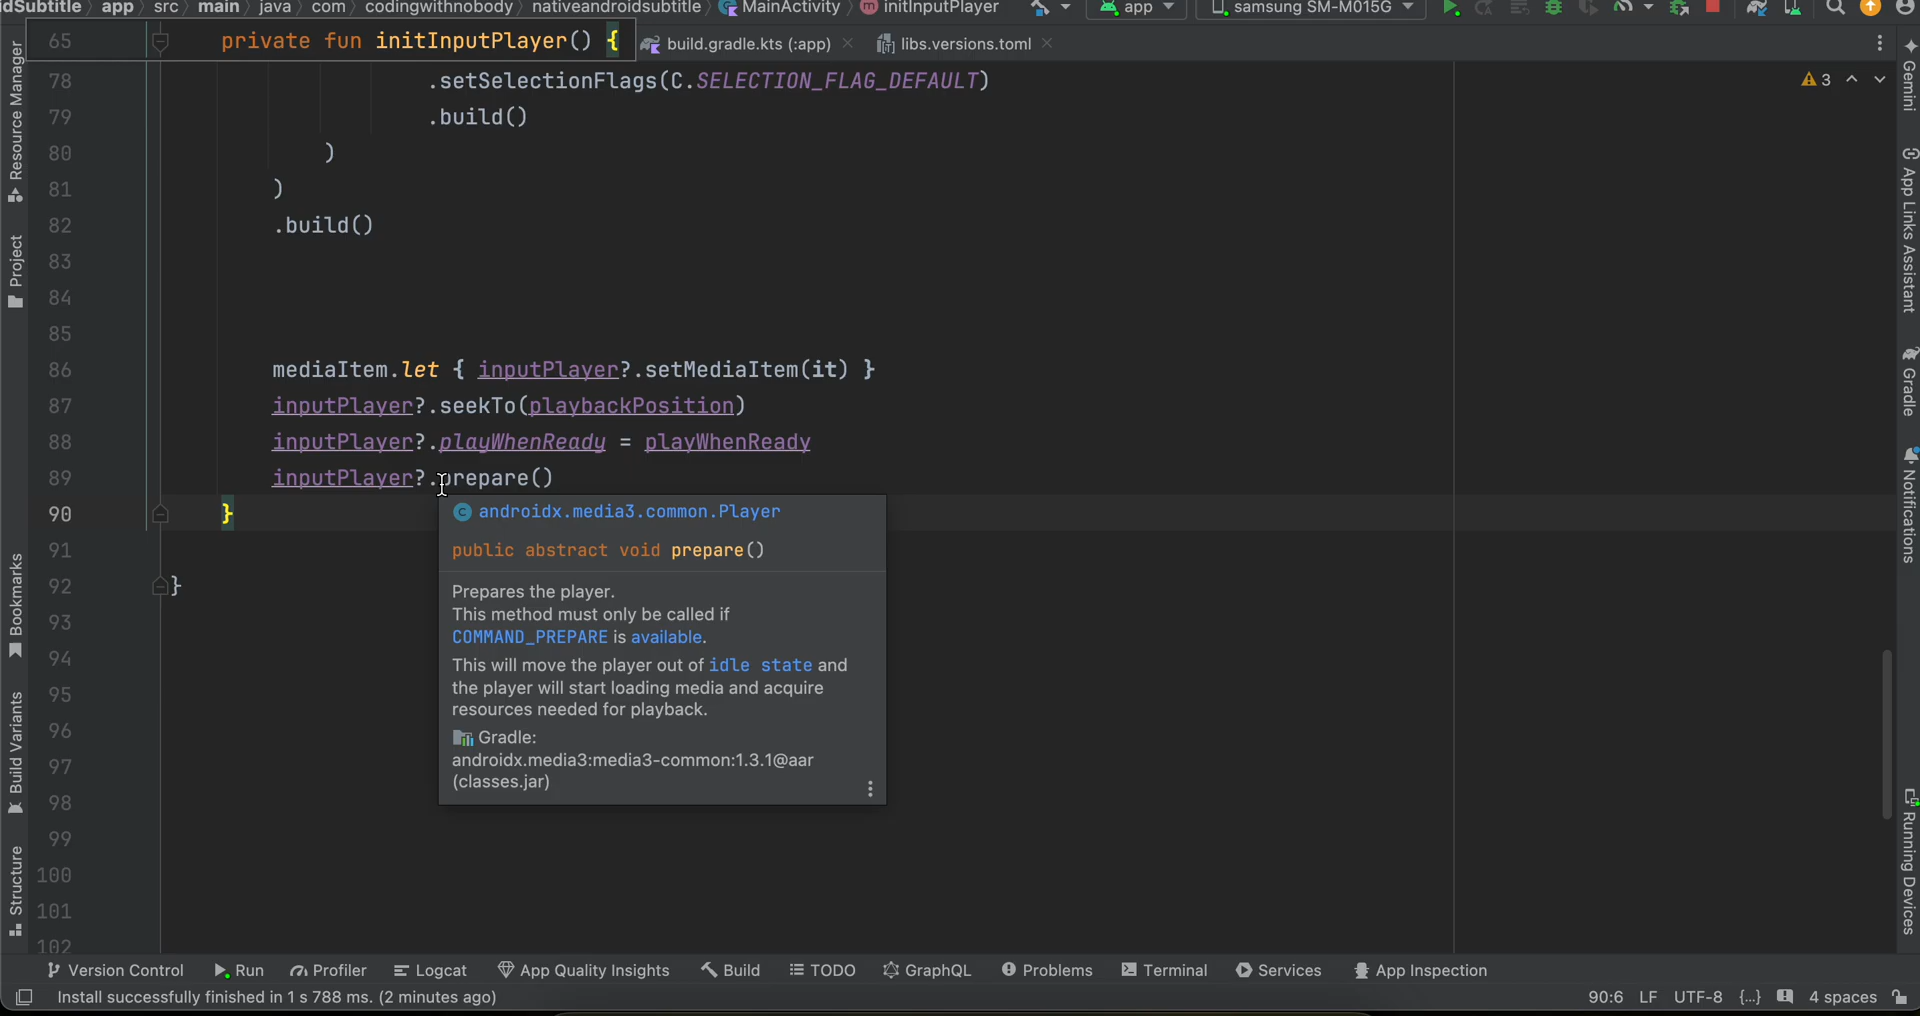 idSubtitle app src main java com codingwithnobody nativeandroidsubtitle MainActivity initInputPlayer app samsung SM-M015G
65 private fun initInputPlayer() {
build.gradle.kts (:app)
libs.versions.toml
78 .setSelectionFlags(C.SELECTION_FLAG_DEFAULT)
3
79 .build()
80 )
81 )
82 .build()
83
84
85
86 mediaItem.let { inputPlayer?.setMediaItem(it) }
87 inputPlayer?.seekTo(playbackPosition)
88 inputPlayer?.playWhenReady = playWhenReady
89 inputPlayer?.prepare()
90 }
91
92 }
93
94
95
96
97
98
99
100
101
102
androidx.media3.common.Player
public abstract void prepare()
Prepares the player.
This method must only be called if
COMMAND_PREPARE is available.
This will move the player out of idle state and
the player will start loading media and acquire
resources needed for playback.
Gradle:
androidx.media3:media3-common:1.3.1@aar
(classes.jar)
Resource Manager
Project
Bookmarks
Build Variants
Structure
Gemini
App Links Assistant
Gradle
Notifications
Running Devices
Version Control Run Profiler Logcat App Quality Insights Build TODO GraphQL Problems Terminal Services App Inspection
Install successfully finished in 1 s 788 ms. (2 minutes ago)
90:6 LF UTF-8 {..} 4 spaces